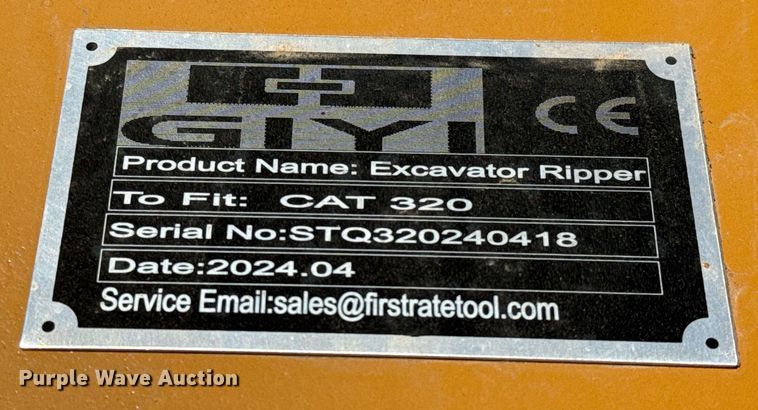 CE
GIYI
Product Name: Excavator Ripper
To Fit: CAT 320
Serial No:STQ320240418
Date:2024.04
Service Email:sales@firstratetool.com
Purple Wave Auction